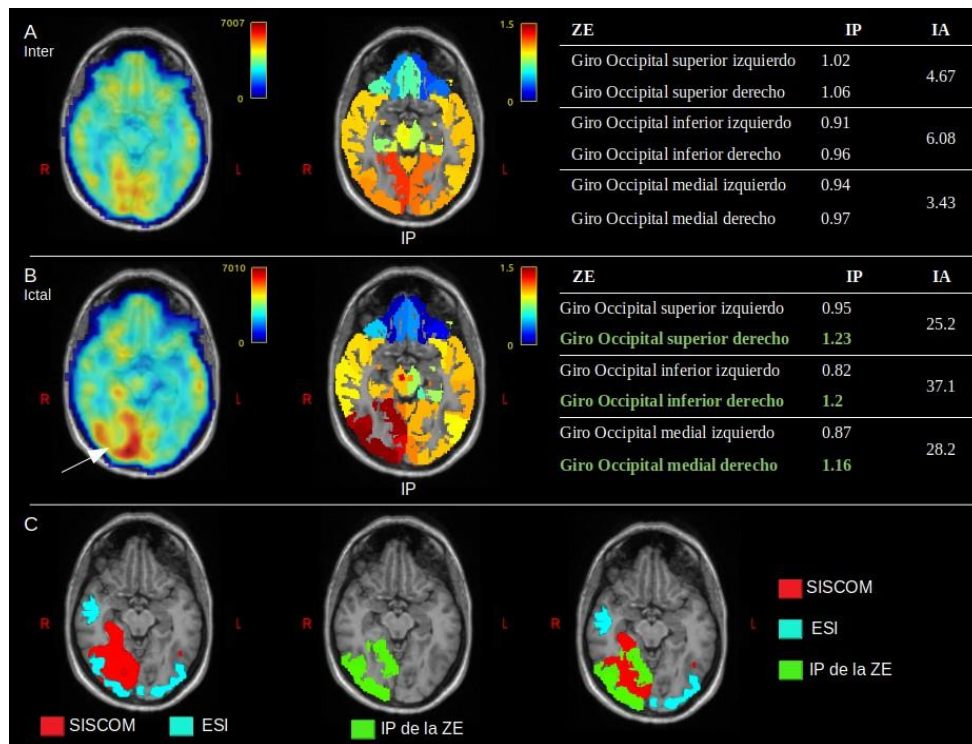 A
Inter
7007
0
R
L
1.5
0
IP
ZE IP IA
Giro Occipital superior izquierdo 1.02
4.67
Giro Occipital superior derecho 1.06
Giro Occipital inferior izquierdo 0.91
6.08
Giro Occipital inferior derecho 0.96
Giro Occipital medial izquierdo 0.94
3.43
Giro Occipital medial derecho 0.97
B
Ictal
7010
0
R
L
1.5
0
IP
ZE IP IA
Giro Occipital superior izquierdo 0.95
25.2
Giro Occipital superior derecho 1.23
Giro Occipital inferior izquierdo 0.82
37.1
Giro Occipital inferior derecho 1.2
Giro Occipital medial izquierdo 0.87
28.2
Giro Occipital medial derecho 1.16
C
R
L
R
L
SISCOM
ESI
IP de la ZE
SISCOM ESI
IP de la ZE